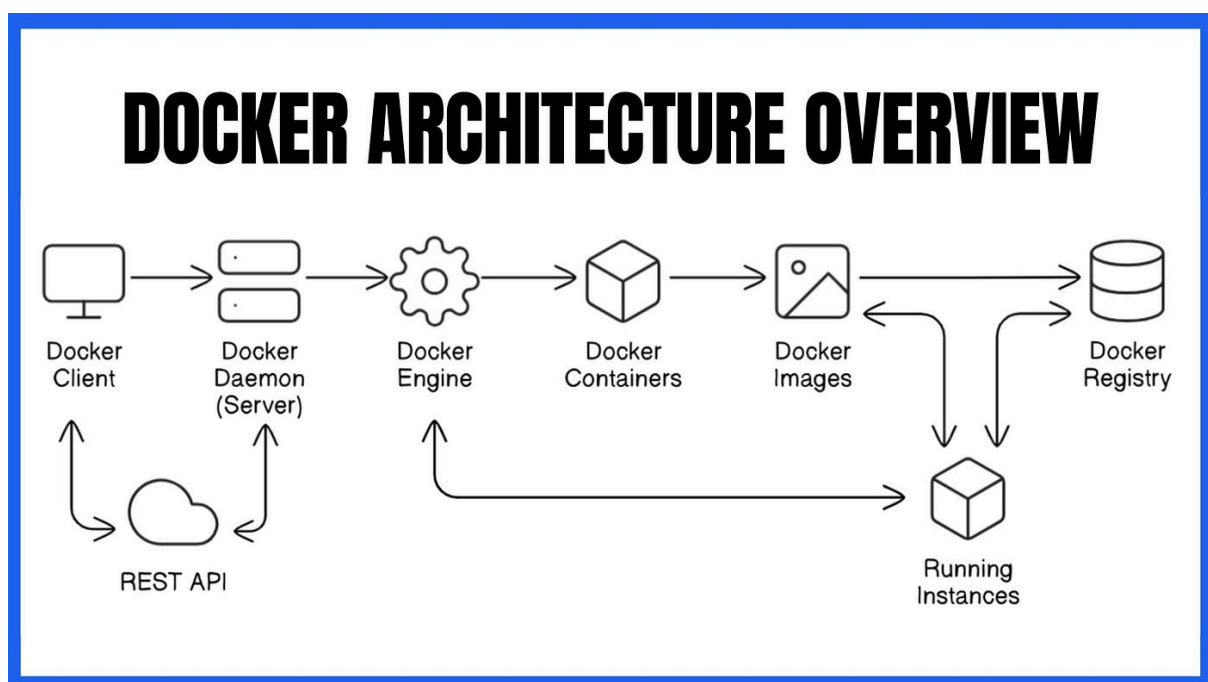 DOCKER ARCHITECTURE OVERVIEW
Docker
Client
Docker
Daemon
(Server)
Docker
Engine
Docker
Containers
Docker
Images
Docker
Registry
REST API
Running
Instances